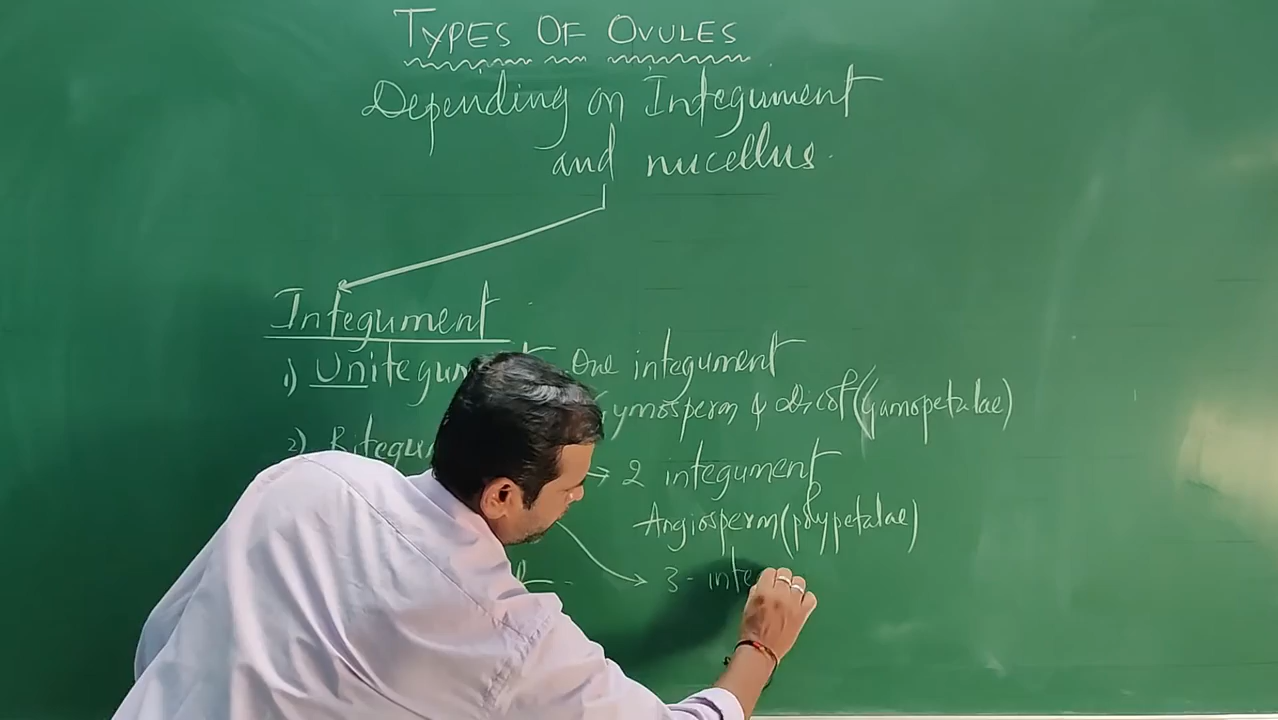 TYPES OF OVULES
Depending on Integument
and nucellus.
Integument
1) Unitegum t One integument
Gymosperm & dicot (Gamopetalae)
2) Bitegu → 2 integument
Angiosperm (polypetalae)
3- inte